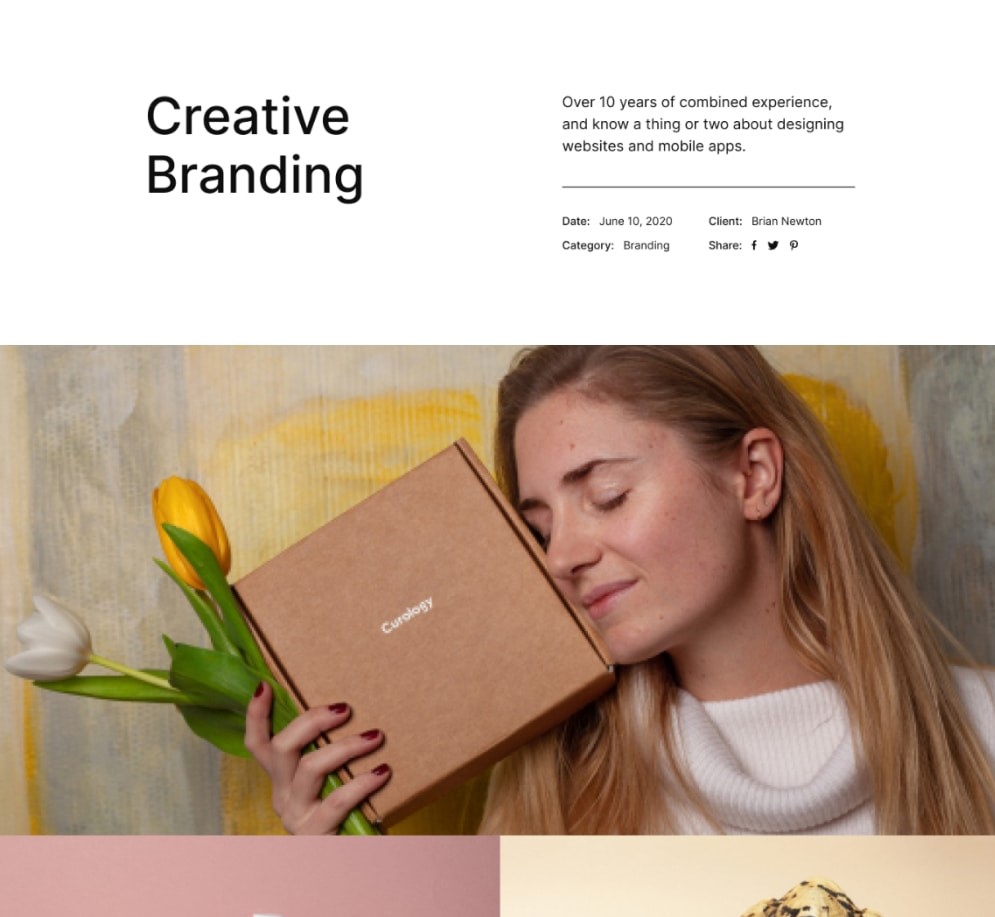 Creative
Branding
Over 10 years of combined experience,
and know a thing or two about designing
websites and mobile apps.
Date: June 10, 2020
Client: Brian Newton
Category: Branding
Share:
Curology